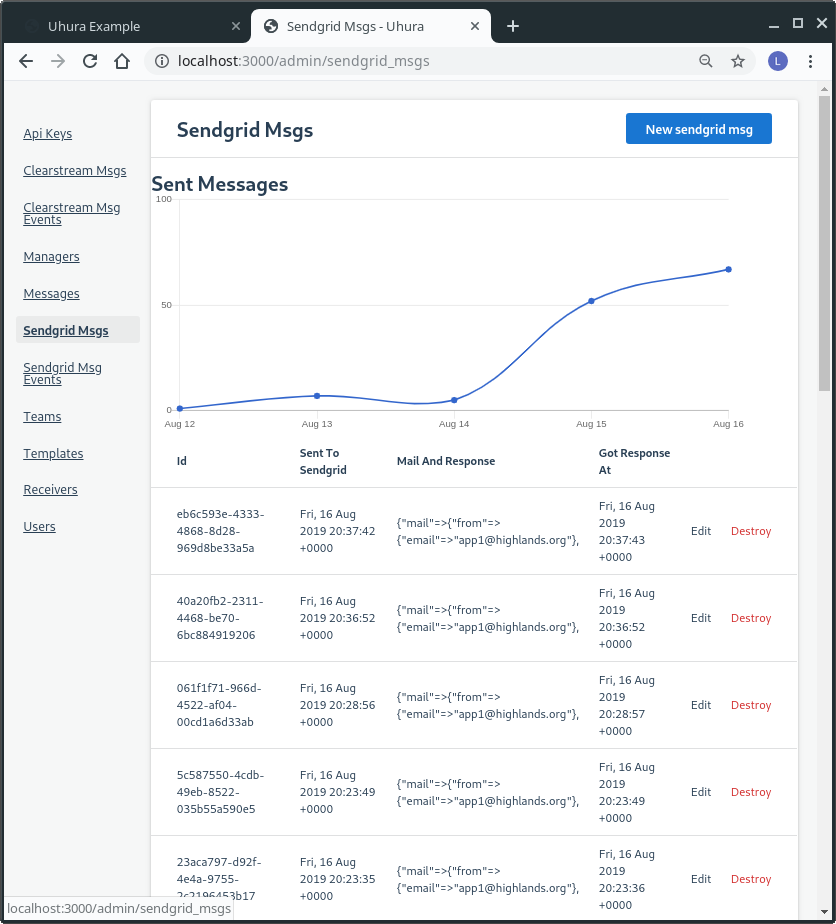 Uhura Example
Sendgrid Msgs - Uhura
localhost:3000/admin/sendgrid_msgs
L
Api Keys
Clearstream Msgs
Clearstream Msg
Events
Managers
Messages
Sendgrid Msgs
Sendgrid Msg
Events
Teams
Templates
Receivers
Users
Sendgrid Msgs
New sendgrid msg
Sent Messages
100
50
0
Aug 12 Aug 13 Aug 14 Aug 15 Aug 16
Id
Sent To
Sendgrid
Mail And Response
Got Response
At
eb6c593e-4333-
4868-8d28-
969d8be33a5a
Fri, 16 Aug
2019 20:37:42
+0000
{"mail"=>{"from"=>
{"email"=>"app1@highlands.org"},
Fri, 16 Aug
2019
20:37:43
+0000
Edit
Destroy
40a20fb2-2311-
4468-be70-
6bc884919206
Fri, 16 Aug
2019 20:36:52
+0000
{"mail"=>{"from"=>
{"email"=>"app1@highlands.org"},
Fri, 16 Aug
2019
20:36:52
+0000
Edit
Destroy
061f1f71-966d-
4522-af04-
00cd1a6d33ab
Fri, 16 Aug
2019 20:28:56
+0000
{"mail"=>{"from"=>
{"email"=>"app1@highlands.org"},
Fri, 16 Aug
2019
20:28:57
+0000
Edit
Destroy
5c587550-4cdb-
49eb-8522-
035b55a590e5
Fri, 16 Aug
2019 20:23:49
+0000
{"mail"=>{"from"=>
{"email"=>"app1@highlands.org"},
Fri, 16 Aug
2019
20:23:49
+0000
Edit
Destroy
23aca797-d92f-
4e4a-9755-
2c2196453b17
Fri, 16 Aug
2019 20:23:35
+0000
{"mail"=>{"from"=>
{"email"=>"app1@highlands.org"},
Fri, 16 Aug
2019
20:23:36
+0000
Edit
Destroy
localhost:3000/admin/sendgrid_msgs